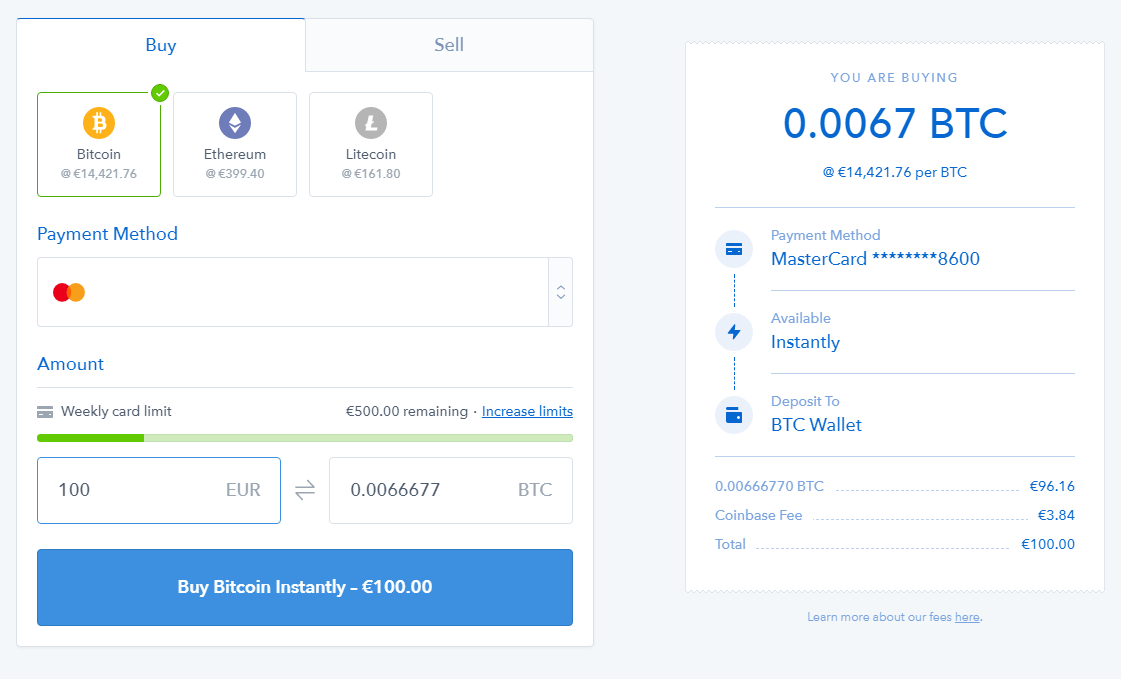 Buy
Sell
Bitcoin
@ €14,421.76
Ethereum
@ €399.40
Litecoin
@ €161.80
Payment Method
Amount
Weekly card limit
€500.00 remaining · Increase limits
100 EUR
0.0066677 BTC
Buy Bitcoin Instantly – €100.00
YOU ARE BUYING
0.0067 BTC
@ €14,421.76 per BTC
Payment Method
MasterCard ********8600
Available
Instantly
Deposit To
BTC Wallet
0.00666770 BTC €96.16
Coinbase Fee €3.84
Total €100.00
Learn more about our fees here.